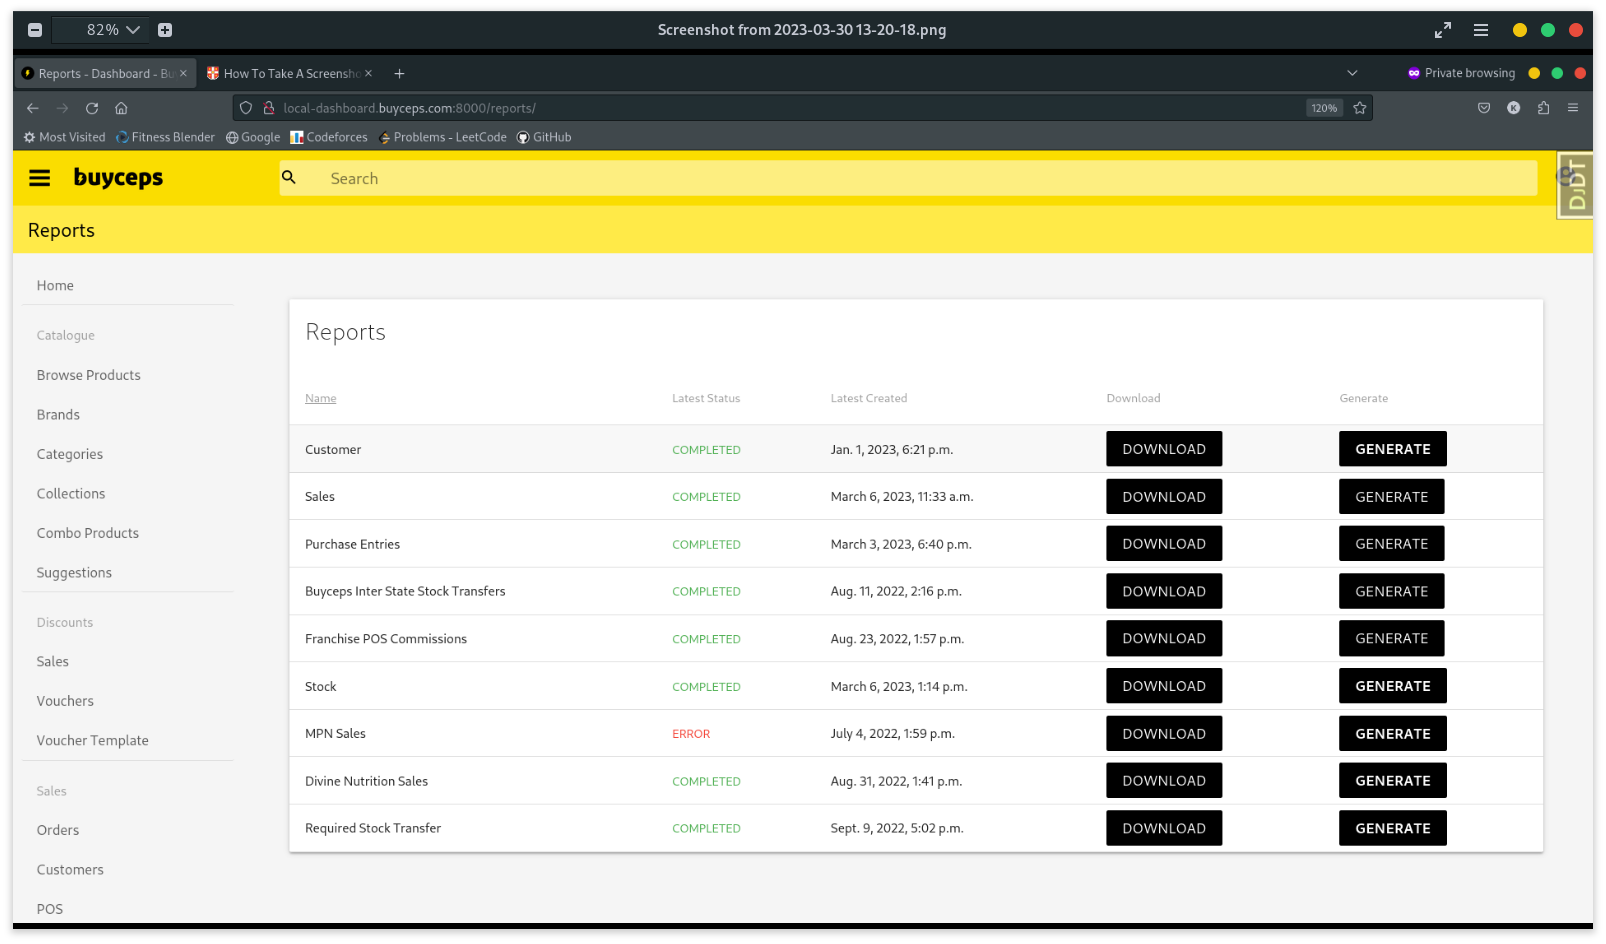 82%
Screenshot from 2023-03-30 13-20-18.png
Reports - Dashboard - Bu
How To Take A Screensho
Private browsing
local-dashboard.buyceps.com:8000/reports/
120%
K
Most Visited
Fitness Blender
Google
Codeforces
Problems - LeetCode
GitHub
buyceps
Search
DjDT
Reports
Home
Catalogue
Browse Products
Brands
Categories
Collections
Combo Products
Suggestions
Discounts
Sales
Vouchers
Voucher Template
Sales
Orders
Customers
POS
Reports
Name Latest Status Latest Created Download Generate
Customer COMPLETED Jan. 1, 2023, 6:21 p.m. DOWNLOAD GENERATE
Sales COMPLETED March 6, 2023, 11:33 a.m. DOWNLOAD GENERATE
Purchase Entries COMPLETED March 3, 2023, 6:40 p.m. DOWNLOAD GENERATE
Buyceps Inter State Stock Transfers COMPLETED Aug. 11, 2022, 2:16 p.m. DOWNLOAD GENERATE
Franchise POS Commissions COMPLETED Aug. 23, 2022, 1:57 p.m. DOWNLOAD GENERATE
Stock COMPLETED March 6, 2023, 1:14 p.m. DOWNLOAD GENERATE
MPN Sales ERROR July 4, 2022, 1:59 p.m. DOWNLOAD GENERATE
Divine Nutrition Sales COMPLETED Aug. 31, 2022, 1:41 p.m. DOWNLOAD GENERATE
Required Stock Transfer COMPLETED Sept. 9, 2022, 5:02 p.m. DOWNLOAD GENERATE